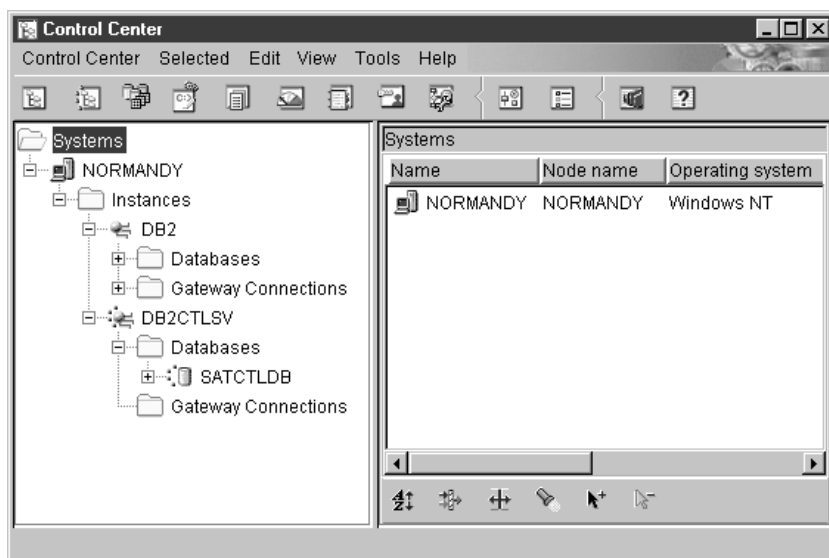 Control Center
Control Center Selected Edit View Tools Help
Systems
NORMANDY
Instances
DB2
Databases
Gateway Connections
DB2CTLSV
Databases
SATCTLDB
Gateway Connections
Systems
Name Node name Operating system
NORMANDY NORMANDY Windows NT